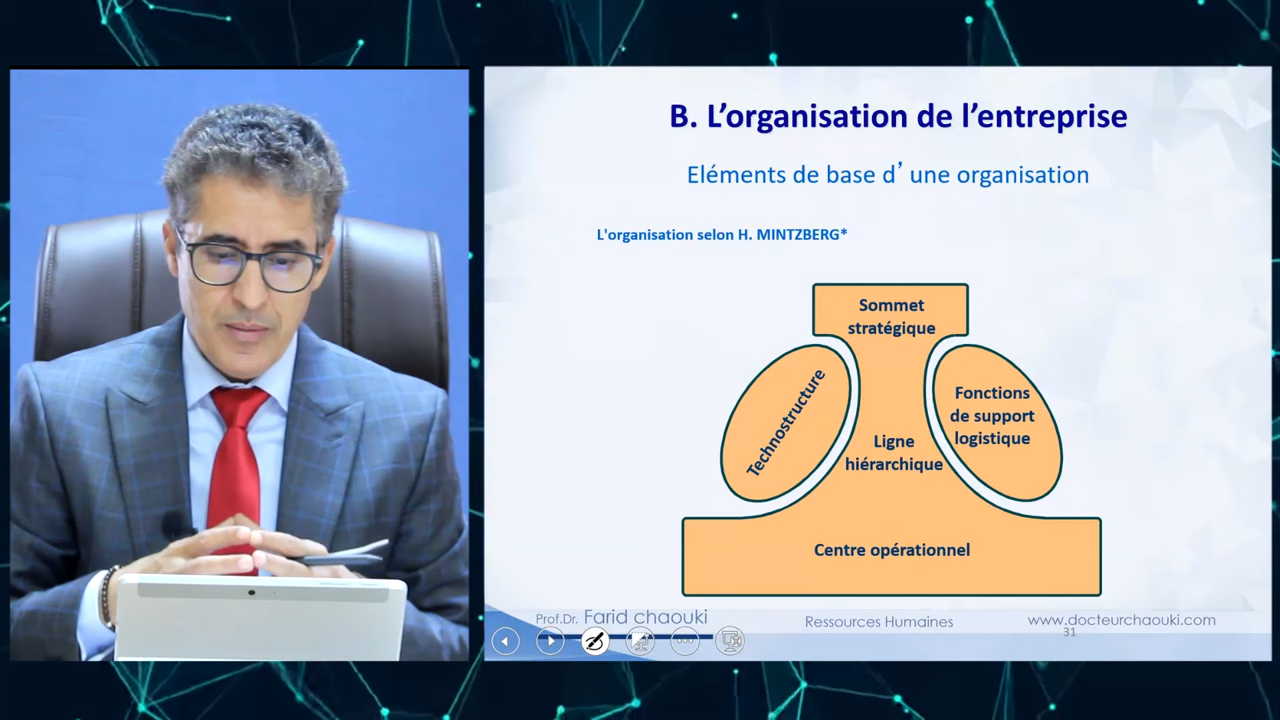 B. L’organisation de l’entreprise
Eléments de base d’ une organisation
L'organisation selon H. MINTZBERG*
Sommet
stratégique
Technostructure
Fonctions
de support
logistique
Ligne
hiérarchique
Centre opérationnel
Prof.Dr. Farid chaouki
Ressources Humaines
www.docteurchaouki.com
31